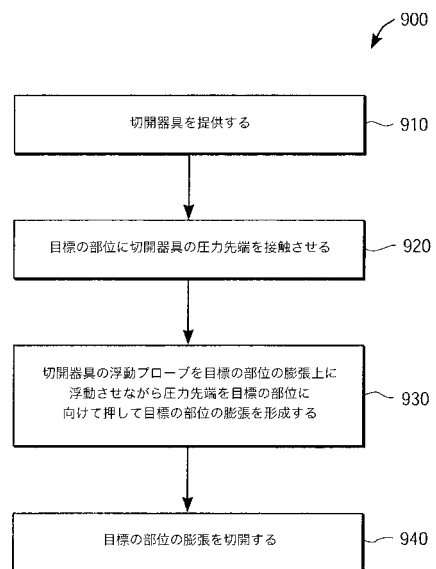 900
切開器具を提供する
910
目標の部位に切開器具の圧力先端を接触させる
920
切開器具の浮動プローブを目標の部位の膨張上に
浮動させながら圧力先端を目標の部位に
向けて押して目標の部位の膨張を形成する
930
目標の部位の膨張を切開する
940